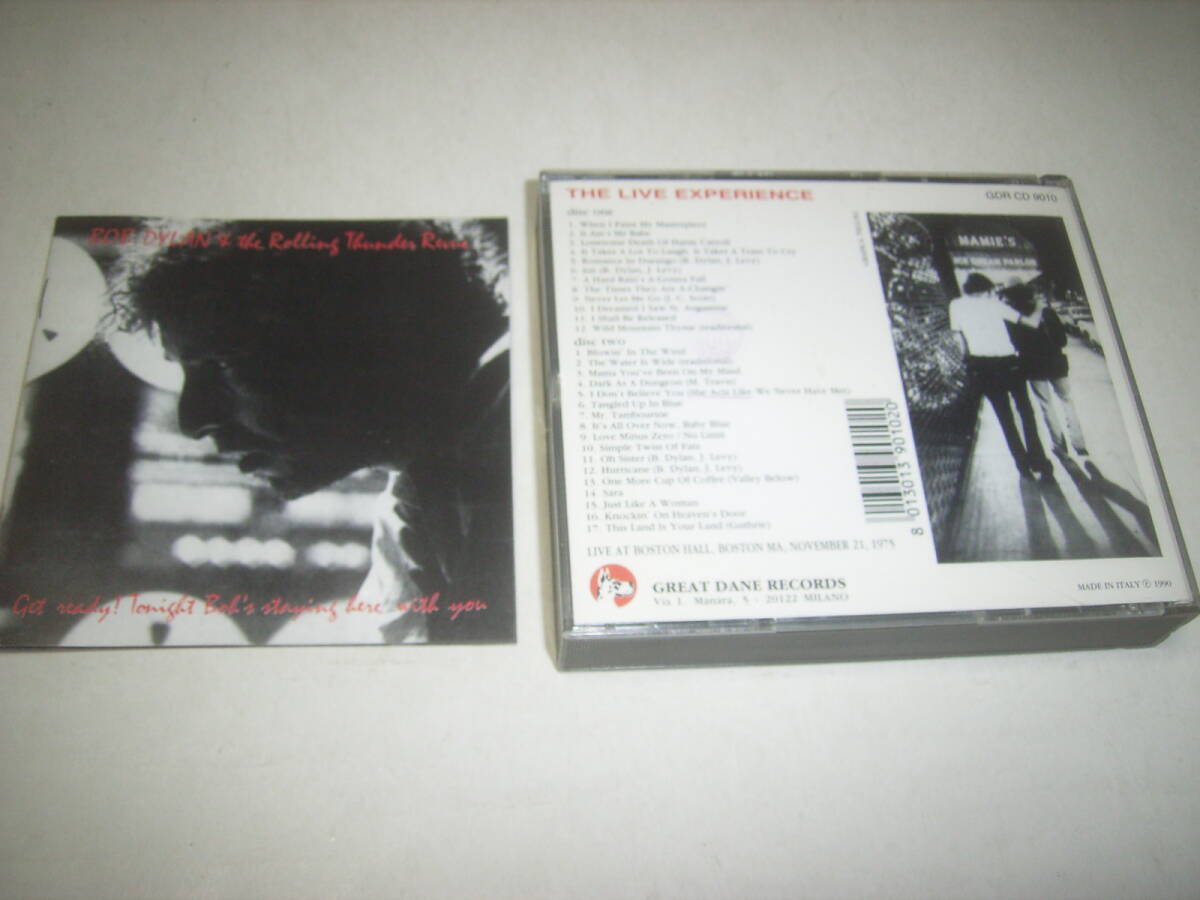 BOB DYLAN & the Rolling Thunder Revue
Get ready! Tonight Bob's staying here with you
THE LIVE EXPERIENCE
GDR CD 9010
disc one
1. When I Paint My Masterpiece
2. It Ain't Me Babe
3. Lonesome Death Of Hattie Carroll
4. It Takes A Lot To Laugh, It Takes A Train To Cry
5. Romance In Durango (B. Dylan, J. Levy)
6. Isis (B. Dylan, J. Levy)
7. A Hard Rain's A-Gonna Fall
8. The Times They Are A-Changin'
9. Never Let Me Go (J. C. Scott)
10. I Dreamed I Saw St. Augustine
11. I Shall Be Released
12. Wild Mountain Thyme (traditional)
disc two
1. Blowin' In The Wind
2. The Water Is Wide (traditional)
3. Mama You've Been On My Mind
4. Dark As A Dungeon (M. Travis)
5. I Don't Believe You (She Acts Like We Never Have Met)
6. Tangled Up In Blue
7. Mr. Tambourine
8. It's All Over Now, Baby Blue
9. Love Minus Zero / No Limit
10. Simple Twist Of Fate
11. Oh Sister (B. Dylan, J. Levy)
12. Hurricane (B. Dylan, J. Levy)
13. One More Cup Of Coffee (Valley Below)
14. Sara
15. Just Like A Woman
16. Knockin' On Heaven's Door
17. This Land Is Your Land (Guthrie)
LIVE AT BOSTON HALL, BOSTON MA, NOVEMBER 21, 1975
GREAT DANE RECORDS
Via L. Manara, 5 - 20122 MILANO
8 013013 901020
MAMIE'S
ICE CREAM PARLOR
MADE IN ITALY ℗ 1990